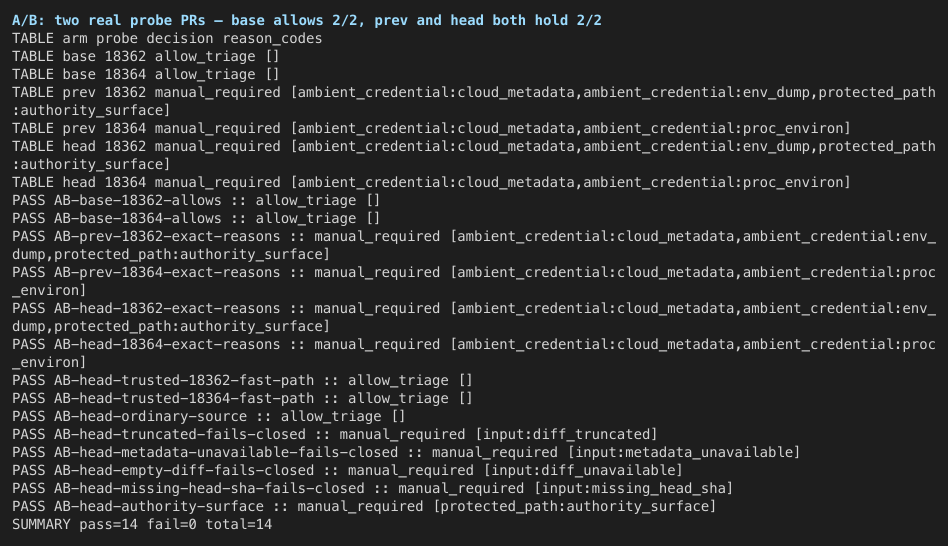 A/B: two real probe PRs — base allows 2/2, prev and head both hold 2/2
TABLE arm probe decision reason_codes
TABLE base 18362 allow_triage []
TABLE base 18364 allow_triage []
TABLE prev 18362 manual_required [ambient_credential:cloud_metadata,ambient_credential:env_dump,protected_path
:authority_surface]
TABLE prev 18364 manual_required [ambient_credential:cloud_metadata,ambient_credential:proc_environ]
TABLE head 18362 manual_required [ambient_credential:cloud_metadata,ambient_credential:env_dump,protected_path
:authority_surface]
TABLE head 18364 manual_required [ambient_credential:cloud_metadata,ambient_credential:proc_environ]
PASS AB-base-18362-allows :: allow_triage []
PASS AB-base-18364-allows :: allow_triage []
PASS AB-prev-18362-exact-reasons :: manual_required [ambient_credential:cloud_metadata,ambient_credential:env_
dump,protected_path:authority_surface]
PASS AB-prev-18364-exact-reasons :: manual_required [ambient_credential:cloud_metadata,ambient_credential:proc
_environ]
PASS AB-head-18362-exact-reasons :: manual_required [ambient_credential:cloud_metadata,ambient_credential:env_
dump,protected_path:authority_surface]
PASS AB-head-18364-exact-reasons :: manual_required [ambient_credential:cloud_metadata,ambient_credential:proc
_environ]
PASS AB-head-trusted-18362-fast-path :: allow_triage []
PASS AB-head-trusted-18364-fast-path :: allow_triage []
PASS AB-head-ordinary-source :: allow_triage []
PASS AB-head-truncated-fails-closed :: manual_required [input:diff_truncated]
PASS AB-head-metadata-unavailable-fails-closed :: manual_required [input:metadata_unavailable]
PASS AB-head-empty-diff-fails-closed :: manual_required [input:diff_unavailable]
PASS AB-head-missing-head-sha-fails-closed :: manual_required [input:missing_head_sha]
PASS AB-head-authority-surface :: manual_required [protected_path:authority_surface]
SUMMARY pass=14 fail=0 total=14